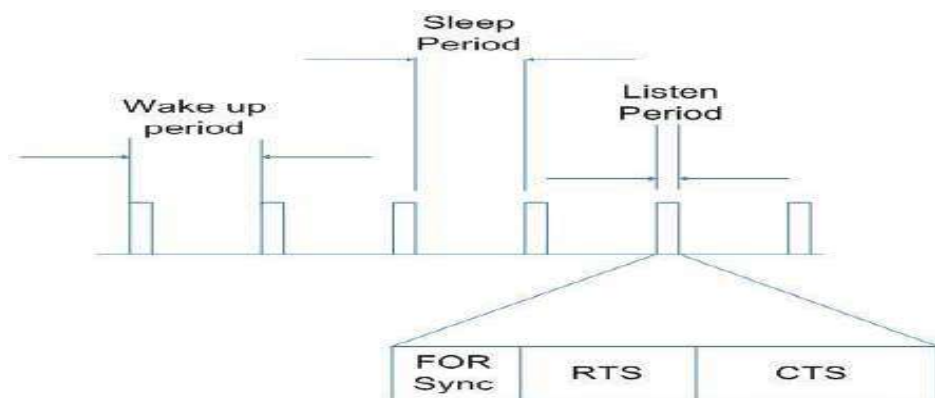 Sleep
Period
Wake up
period
Listen
Period
FOR
Sync
RTS
CTS